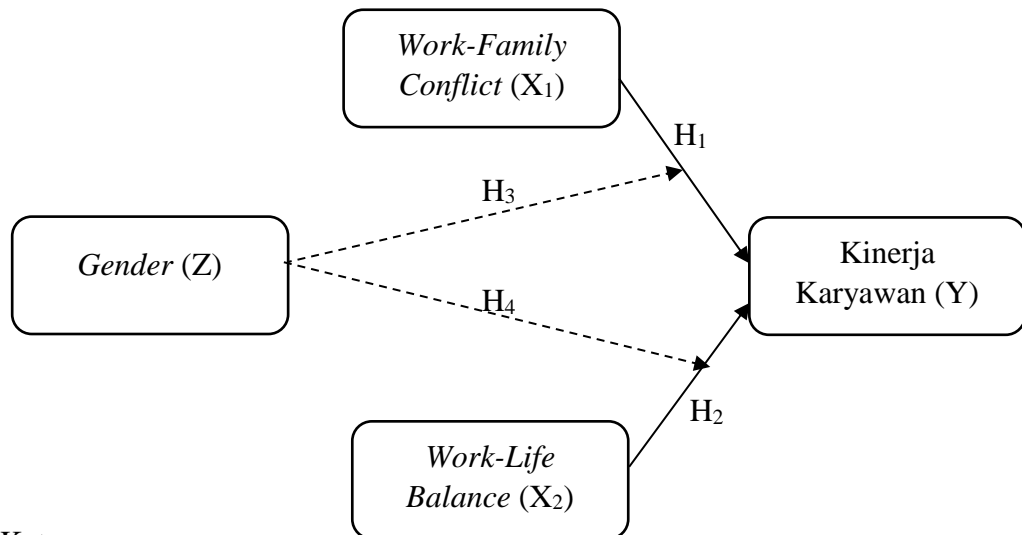 Work-Family
Conflict (X₁)
H₁
H₃
Gender (Z)
Kinerja
Karyawan (Y)
H₄
H₂
Work-Life
Balance (X₂)